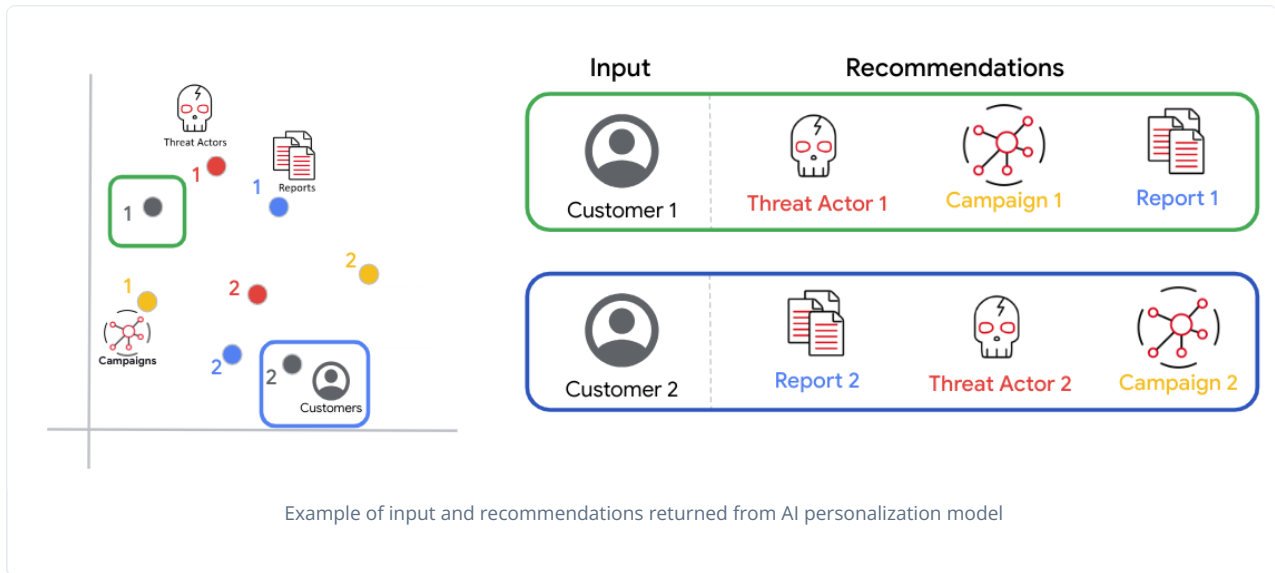 Threat Actors
1
1
Reports
1
2
2
1
Campaigns
2
2
Customers
Input
Recommendations
Customer 1
Threat Actor 1
Campaign 1
Report 1
Customer 2
Report 2
Threat Actor 2
Campaign 2
Example of input and recommendations returned from AI personalization model